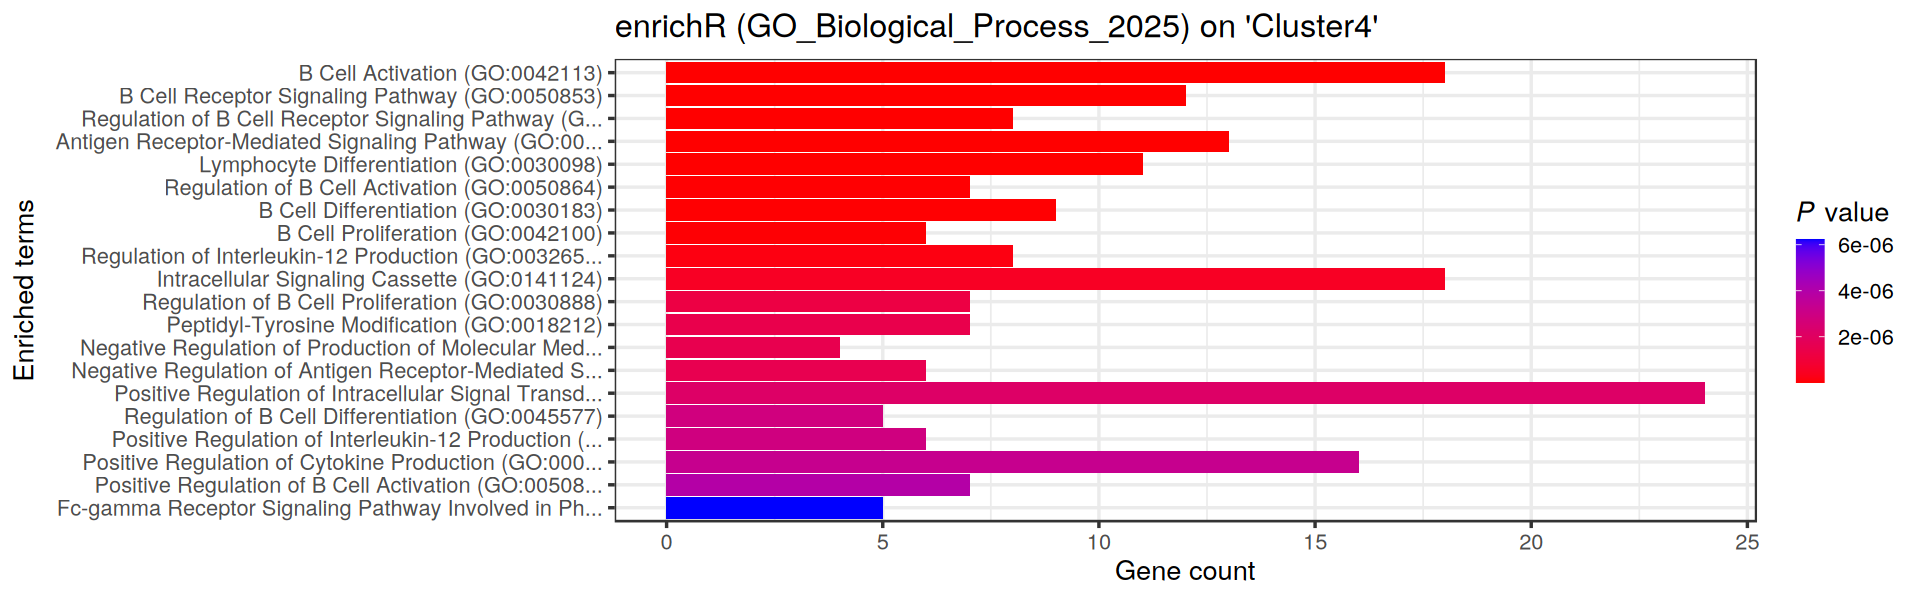 enrichR (GO_Biological_Process_2025) on 'Cluster4'
Enriched terms
B Cell Activation (GO:0042113)
B Cell Receptor Signaling Pathway (GO:0050853)
Regulation of B Cell Receptor Signaling Pathway (G...
Antigen Receptor-Mediated Signaling Pathway (GO:00...
Lymphocyte Differentiation (GO:0030098)
Regulation of B Cell Activation (GO:0050864)
B Cell Differentiation (GO:0030183)
B Cell Proliferation (GO:0042100)
Regulation of Interleukin-12 Production (GO:003265...
Intracellular Signaling Cassette (GO:0141124)
Regulation of B Cell Proliferation (GO:0030888)
Peptidyl-Tyrosine Modification (GO:0018212)
Negative Regulation of Production of Molecular Med...
Negative Regulation of Antigen Receptor-Mediated S...
Positive Regulation of Intracellular Signal Transd...
Regulation of B Cell Differentiation (GO:0045577)
Positive Regulation of Interleukin-12 Production (...
Positive Regulation of Cytokine Production (GO:000...
Positive Regulation of B Cell Activation (GO:00508...
Fc-gamma Receptor Signaling Pathway Involved in Ph...
0 5 10 15 20 25
Gene count
P value
6e-06
4e-06
2e-06